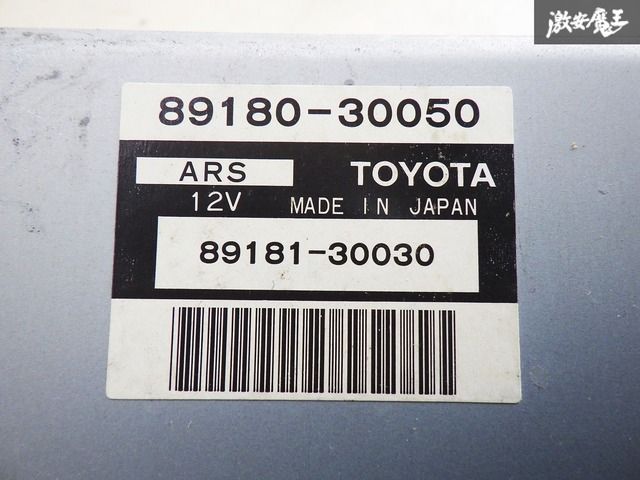 激安魔王
89180-30050
ARS TOYOTA
12V MADE IN JAPAN
89181-30030